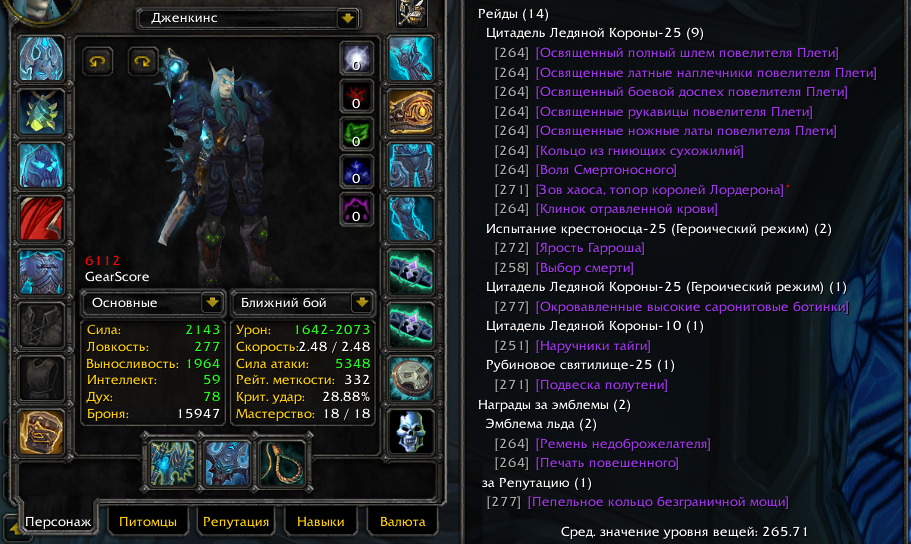 Дженкинс
0
0
0
0
0
6112
GearScore
Основные
Ближний бой
Сила: 2143
Ловкость: 277
Выносливость: 1964
Интеллект: 59
Дух: 78
Броня: 15947
Урон: 1642-2073
Скорость: 2.48 / 2.48
Сила атаки: 5348
Рейт. меткости: 332
Крит. удар: 28.88%
Мастерство: 18 / 18
Персонаж
Питомцы
Репутация
Навыки
Валюта
Рейды (14)
Цитадель Ледяной Короны-25 (9)
[264] [Освященный полный шлем повелителя Плети]
[264] [Освященные латные наплечники повелителя Плети]
[264] [Освященный боевой доспех повелителя Плети]
[264] [Освященные рукавицы повелителя Плети]
[264] [Освященные ножные латы повелителя Плети]
[264] [Кольцо из гниющих сухожилий]
[264] [Воля Смертоносного]
[271] [Зов хаоса, топор королей Лордерона]*
[264] [Клинок отравленной крови]
Испытание крестоносца-25 (Героический режим) (2)
[272] [Ярость Гарроша]
[258] [Выбор смерти]
Цитадель Ледяной Короны-25 (Героический режим) (1)
[277] [Окровавленные высокие саронитовые ботинки]
Цитадель Ледяной Короны-10 (1)
[251] [Наручники тайги]
Рубиновое святилище-25 (1)
[271] [Подвеска полутени]
Награды за эмблемы (2)
Эмблема льда (2)
[264] [Ремень недоброжелателя]
[264] [Печать повешенного]
за Репутацию (1)
[277] [Пепельное кольцо безграничной мощи]
Сред. значение уровня вещей: 265.71